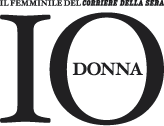 IL FEMMINILE DEL CORRIERE DELLA SERA
IO
DONNA